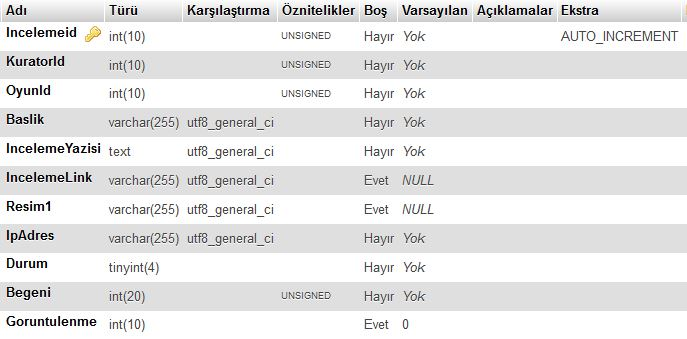 Adı Türü Karşılaştırma Öznitelikler Boş Varsayılan Açıklamalar Ekstra
Incelemeid int(10) UNSIGNED Hayır Yok AUTO_INCREMENT
KuratorId int(10) UNSIGNED Hayır Yok
OyunId int(10) UNSIGNED Hayır Yok
Baslik varchar(255) utf8_general_ci Hayır Yok
IncelemeYazisi text utf8_general_ci Hayır Yok
IncelemeLink varchar(255) utf8_general_ci Evet NULL
Resim1 varchar(255) utf8_general_ci Evet NULL
IpAdres varchar(255) utf8_general_ci Hayır Yok
Durum tinyint(4) Hayır Yok
Begeni int(20) UNSIGNED Hayır Yok
Goruntulenme int(10) Evet 0